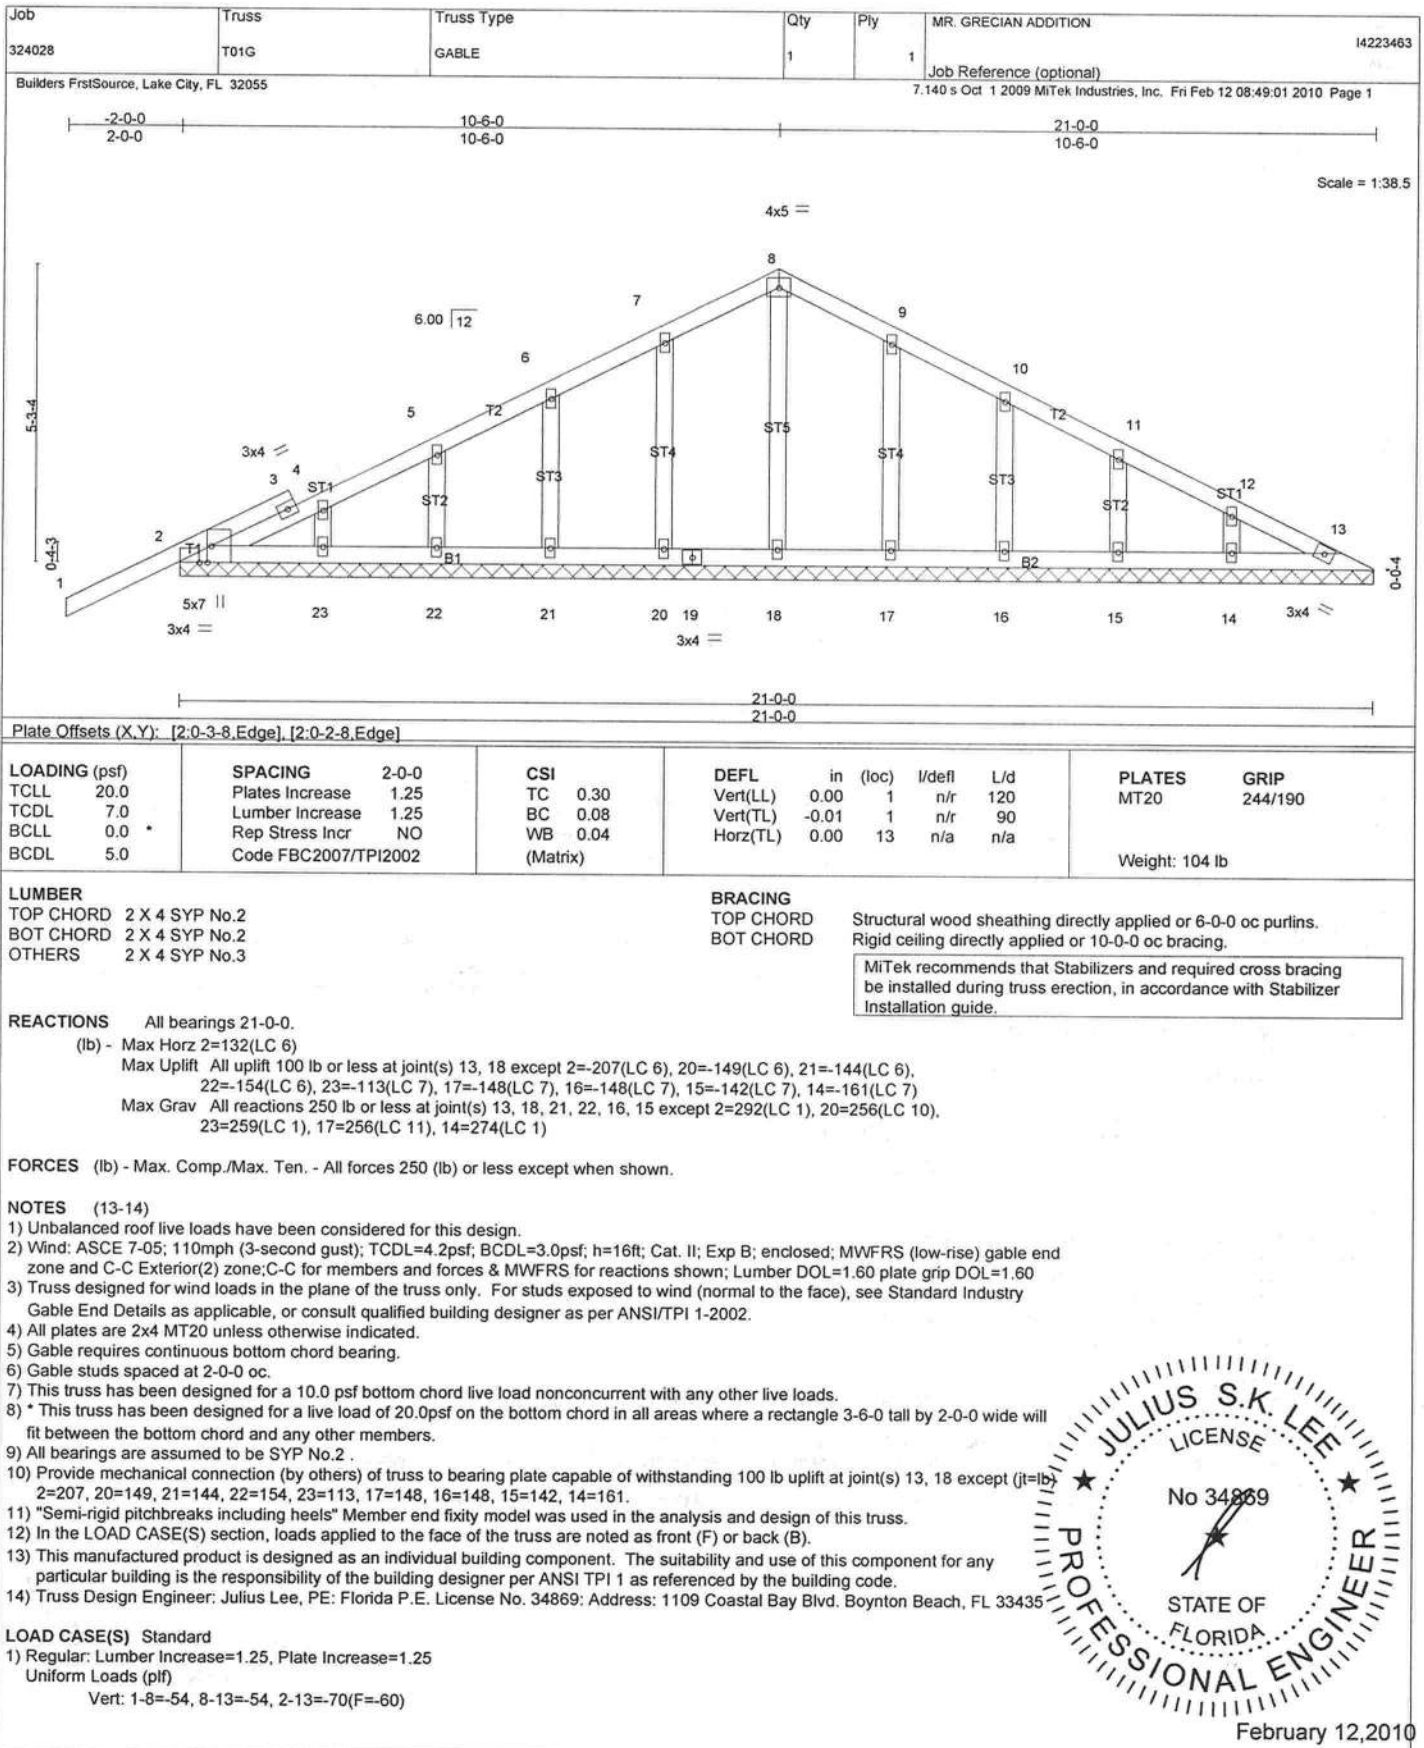 Job Truss Truss Type Qty Ply MR. GRECIAN ADDITION
324028 T01G GABLE 1 1 I4223463
Job Reference (optional)
Builders FrstSource, Lake City, FL 32055 7.140 s Oct 1 2009 MiTek Industries, Inc. Fri Feb 12 08:49:01 2010 Page 1
-2-0-0 10-6-0 21-0-0
2-0-0 10-6-0 10-6-0
Scale = 1:38.5
4x5 =
8
7 9
6.00 12
6 10
5 T2 T2 11
5-3-4
3x4
3 4 ST1 ST2 ST3 ST4 ST5 ST4 ST3 ST2 ST1 12
2 13
T1 B1 B2
0-4-3 0-0-4
1
5x7 ||
23 22 21 20 19 18 17 16 15 14 3x4
3x4 = 3x4 =
21-0-0
21-0-0
Plate Offsets (X,Y): [2:0-3-8,Edge], [2:0-2-8,Edge]
LOADING (psf) SPACING 2-0-0 CSI DEFL in (loc) l/defl L/d PLATES GRIP
TCLL 20.0 Plates Increase 1.25 TC 0.30 Vert(LL) 0.00 1 n/r 120 MT20 244/190
TCDL 7.0 Lumber Increase 1.25 BC 0.08 Vert(TL) -0.01 1 n/r 90
BCLL 0.0 * Rep Stress Incr NO WB 0.04 Horz(TL) 0.00 13 n/a n/a
BCDL 5.0 Code FBC2007/TPI2002 (Matrix) Weight: 104 lb
LUMBER
TOP CHORD 2 X 4 SYP No.2
BOT CHORD 2 X 4 SYP No.2
OTHERS 2 X 4 SYP No.3
BRACING
TOP CHORD Structural wood sheathing directly applied or 6-0-0 oc purlins.
BOT CHORD Rigid ceiling directly applied or 10-0-0 oc bracing.
MiTek recommends that Stabilizers and required cross bracing
be installed during truss erection, in accordance with Stabilizer
Installation guide.
REACTIONS All bearings 21-0-0.
(lb) - Max Horz 2=132(LC 6)
Max Uplift All uplift 100 lb or less at joint(s) 13, 18 except 2=-207(LC 6), 20=-149(LC 6), 21=-144(LC 6),
22=-154(LC 6), 23=-113(LC 7), 17=-148(LC 7), 16=-148(LC 7), 15=-142(LC 7), 14=-161(LC 7)
Max Grav All reactions 250 lb or less at joint(s) 13, 18, 21, 22, 16, 15 except 2=292(LC 1), 20=256(LC 10),
23=259(LC 1), 17=256(LC 11), 14=274(LC 1)
FORCES (lb) - Max. Comp./Max. Ten. - All forces 250 (lb) or less except when shown.
NOTES (13-14)
1) Unbalanced roof live loads have been considered for this design.
2) Wind: ASCE 7-05; 110mph (3-second gust); TCDL=4.2psf; BCDL=3.0psf; h=16ft; Cat. II; Exp B; enclosed; MWFRS (low-rise) gable end
zone and C-C Exterior(2) zone;C-C for members and forces & MWFRS for reactions shown; Lumber DOL=1.60 plate grip DOL=1.60
3) Truss designed for wind loads in the plane of the truss only. For studs exposed to wind (normal to the face), see Standard Industry
Gable End Details as applicable, or consult qualified building designer as per ANSI/TPI 1-2002.
4) All plates are 2x4 MT20 unless otherwise indicated.
5) Gable requires continuous bottom chord bearing.
6) Gable studs spaced at 2-0-0 oc.
7) This truss has been designed for a 10.0 psf bottom chord live load nonconcurrent with any other live loads.
8) * This truss has been designed for a live load of 20.0psf on the bottom chord in all areas where a rectangle 3-6-0 tall by 2-0-0 wide will
fit between the bottom chord and any other members.
9) All bearings are assumed to be SYP No.2 .
10) Provide mechanical connection (by others) of truss to bearing plate capable of withstanding 100 lb uplift at joint(s) 13, 18 except (jt=lb)
2=207, 20=149, 21=144, 22=154, 23=113, 17=148, 16=148, 15=142, 14=161.
11) "Semi-rigid pitchbreaks including heels" Member end fixity model was used in the analysis and design of this truss.
12) In the LOAD CASE(S) section, loads applied to the face of the truss are noted as front (F) or back (B).
13) This manufactured product is designed as an individual building component. The suitability and use of this component for any
particular building is the responsibility of the building designer per ANSI TPI 1 as referenced by the building code.
14) Truss Design Engineer: Julius Lee, PE: Florida P.E. License No. 34869: Address: 1109 Coastal Bay Blvd. Boynton Beach, FL 33435
LOAD CASE(S) Standard
1) Regular: Lumber Increase=1.25, Plate Increase=1.25
Uniform Loads (plf)
Vert: 1-8=-54, 8-13=-54, 2-13=-70(F=-60)
JULIUS S.K. LEE
LICENSE
No 34869
STATE OF
FLORIDA
PROFESSIONAL ENGINEER
February 12,2010